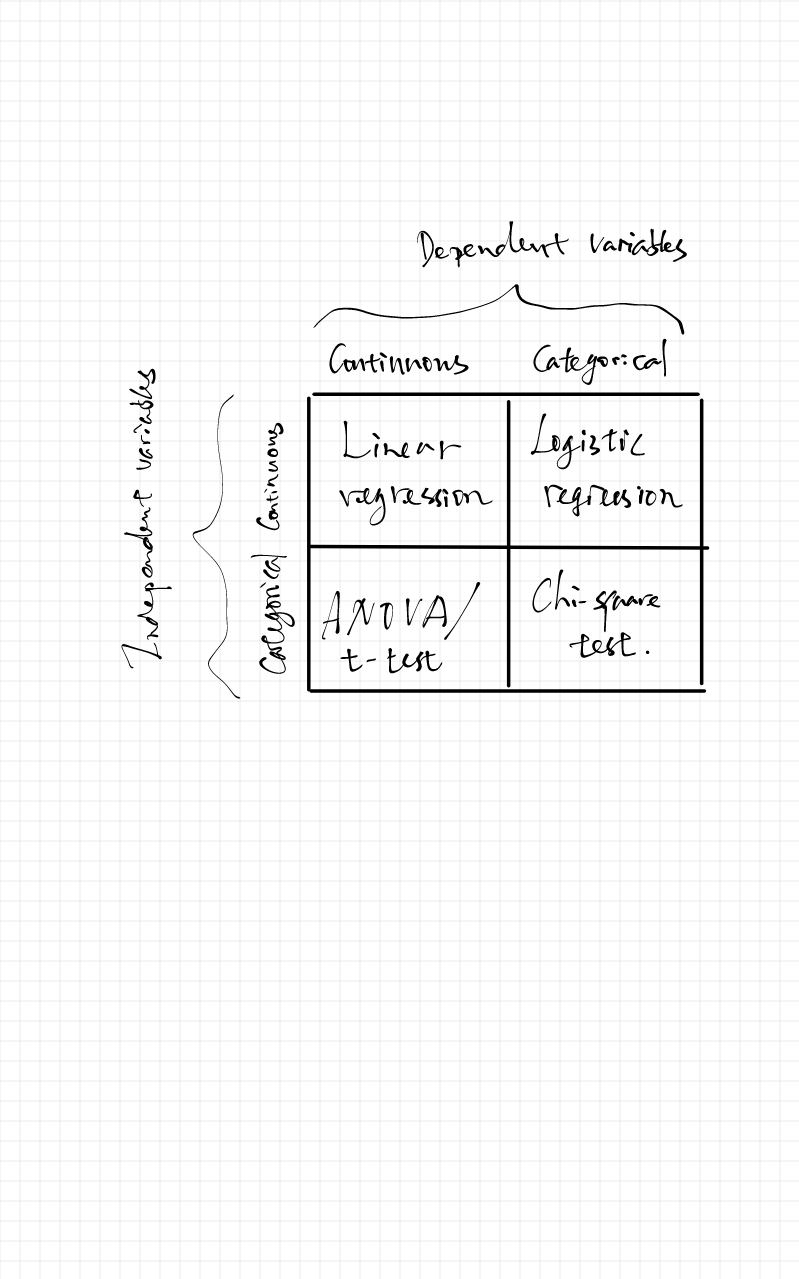 Dependent variables
Continuous Categorical
Independent variables
Continuous
Linear
regression
Logistic
regression
Categorical
ANOVA/
t-test
Chi-square
test.